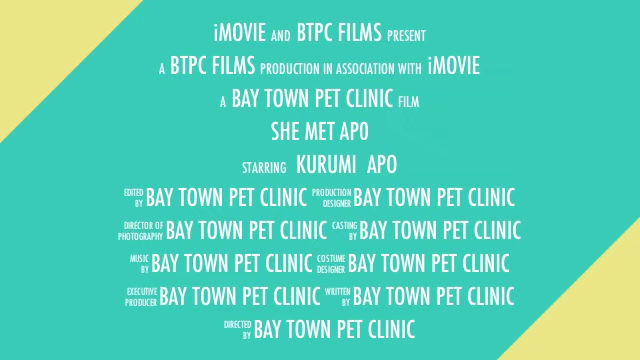 iMOVIE AND BTPC FILMS PRESENT
A BTPC FILMS PRODUCTION IN ASSOCIATION WITH iMOVIE
A BAY TOWN PET CLINIC FILM
SHE MET APO
STARRING KURUMI APO
EDITED BY BAY TOWN PET CLINIC PRODUCTION DESIGNER BAY TOWN PET CLINIC
DIRECTOR OF PHOTOGRAPHY BAY TOWN PET CLINIC CASTING BY BAY TOWN PET CLINIC
MUSIC BY BAY TOWN PET CLINIC COSTUME DESIGNER BAY TOWN PET CLINIC
EXECUTIVE PRODUCER BAY TOWN PET CLINIC WRITTEN BY BAY TOWN PET CLINIC
DIRECTED BY BAY TOWN PET CLINIC